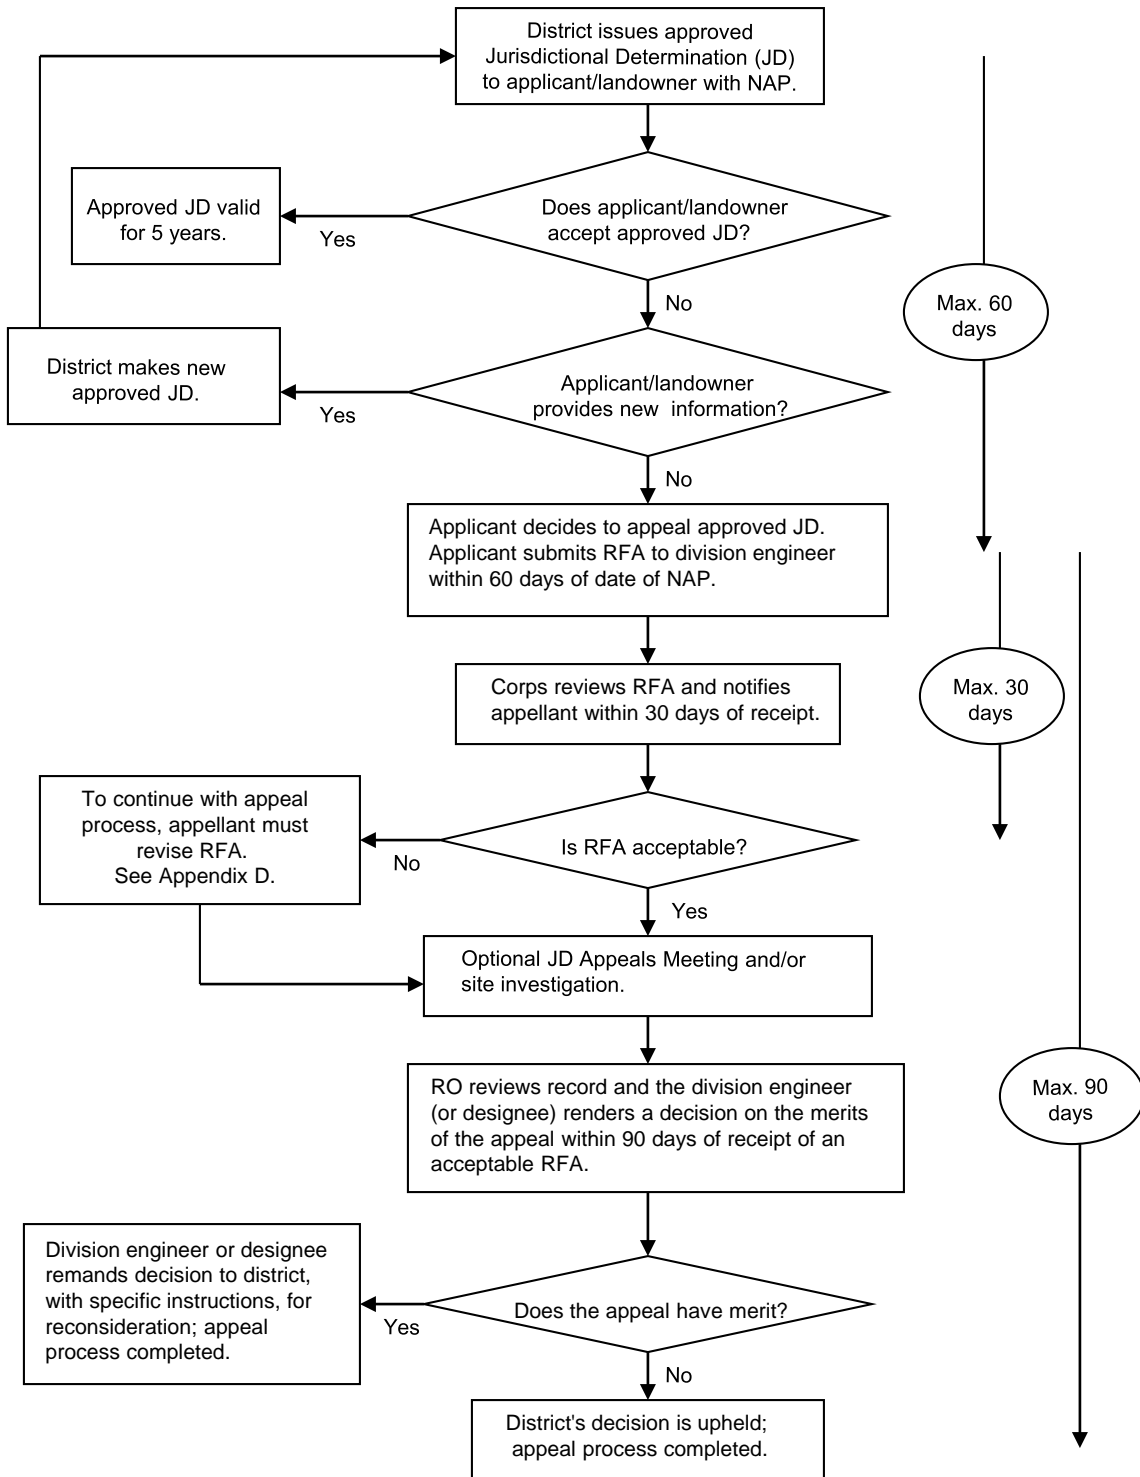 District issues approved
Jurisdictional Determination (JD)
to applicant/landowner with NAP.
Does applicant/landowner
accept approved JD?
Yes
Approved JD valid
for 5 years.
No
Max. 60
days
Applicant/landowner
provides new information?
Yes
District makes new
approved JD.
No
Applicant decides to appeal approved JD.
Applicant submits RFA to division engineer
within 60 days of date of NAP.
Corps reviews RFA and notifies
appellant within 30 days of receipt.
Max. 30
days
Is RFA acceptable?
No
To continue with appeal
process, appellant must
revise RFA.
See Appendix D.
Yes
Optional JD Appeals Meeting and/or
site investigation.
RO reviews record and the division engineer
(or designee) renders a decision on the merits
of the appeal within 90 days of receipt of an
acceptable RFA.
Max. 90
days
Does the appeal have merit?
Yes
Division engineer or designee
remands decision to district,
with specific instructions, for
reconsideration; appeal
process completed.
No
District's decision is upheld;
appeal process completed.